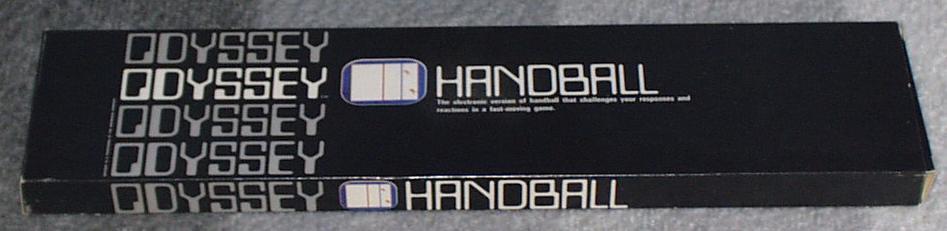 ODYSSEY
ODYSSEY
HANDBALL
The electronic version of handball that challenges your responses and
reactions in a fast-moving game.
ODYSSEY
ODYSSEY
ODYSSEY
HANDBALL